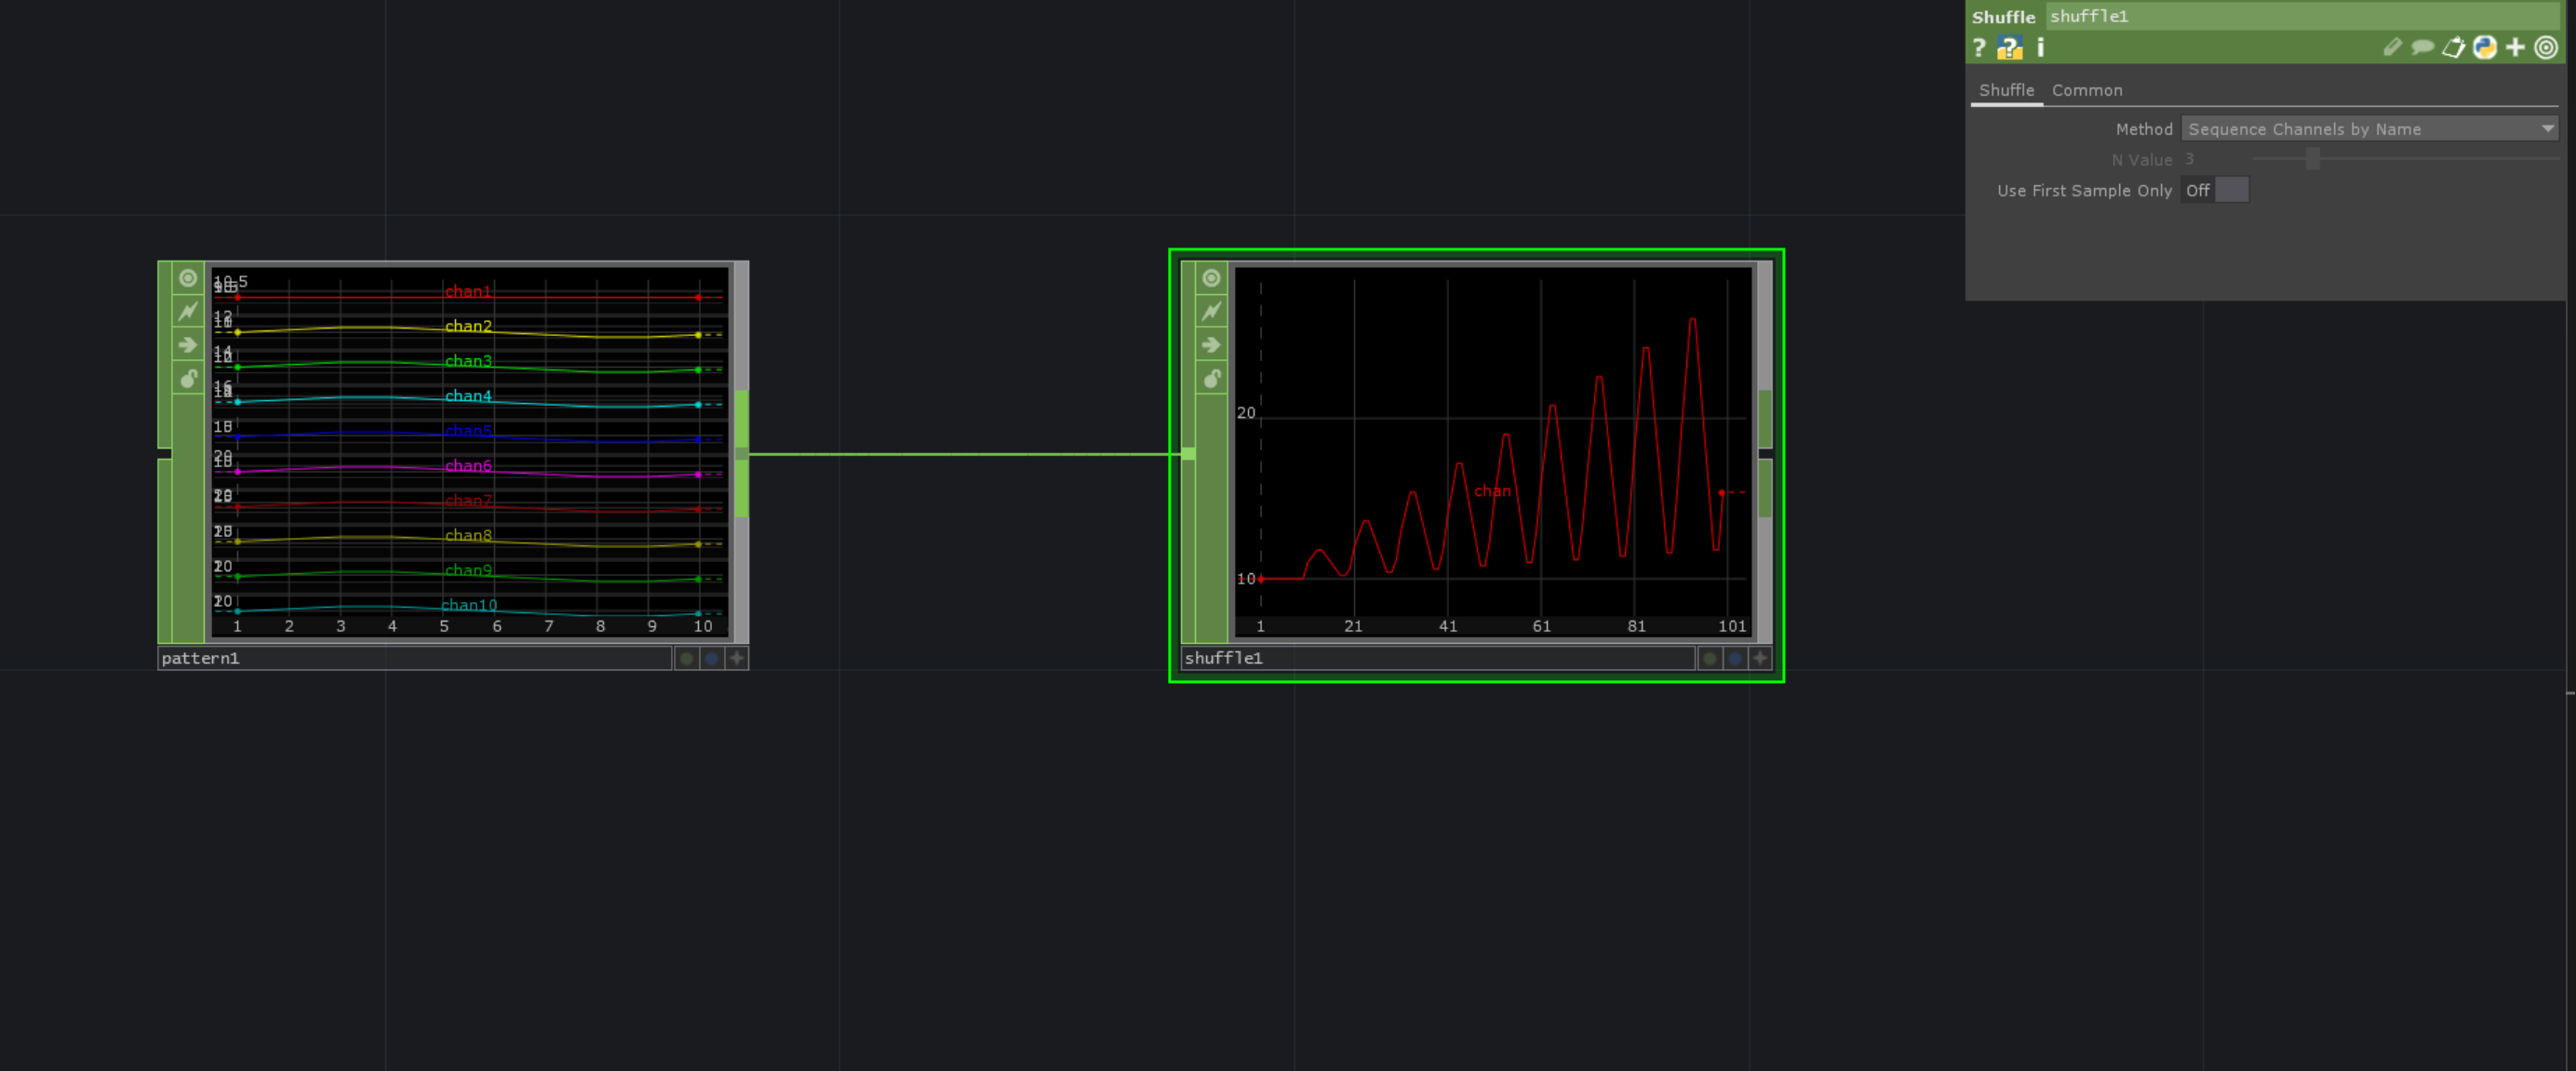 Shuffle shuffle1
? ? i
Shuffle Common
Method Sequence Channels by Name
N Value 3
Use First Sample Only Off
chan1
chan2
chan3
chan4
chan5
chan6
chan7
chan8
chan9
chan10
1 2 3 4 5 6 7 8 9 10
pattern1
20
chan
10
1 21 41 61 81 101
shuffle1